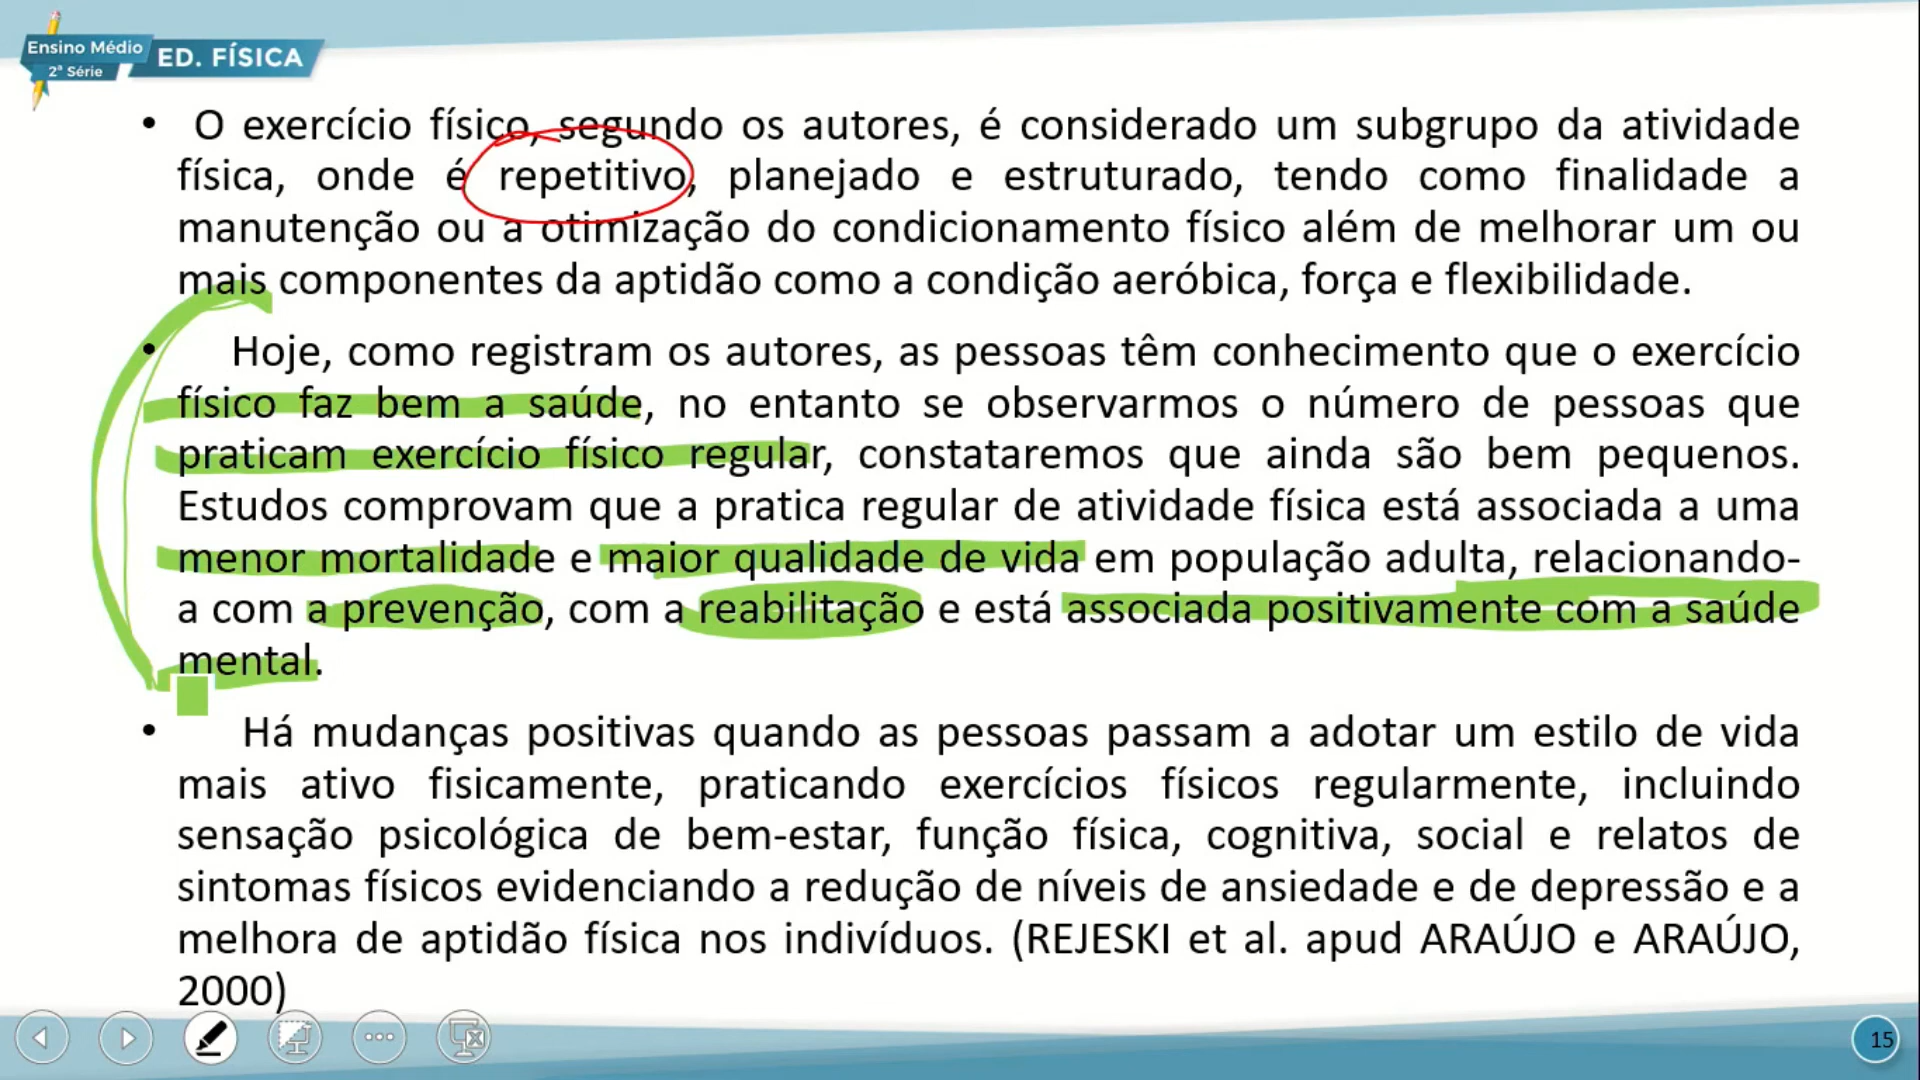 Ensino Médio
2ª Série
ED. FÍSICA
• O exercício físico, segundo os autores, é considerado um subgrupo da atividade
física, onde é repetitivo, planejado e estruturado, tendo como finalidade a
manutenção ou a otimização do condicionamento físico além de melhorar um ou
mais componentes da aptidão como a condição aeróbica, força e flexibilidade.
• Hoje, como registram os autores, as pessoas têm conhecimento que o exercício
físico faz bem a saúde, no entanto se observarmos o número de pessoas que
praticam exercício físico regular, constataremos que ainda são bem pequenos.
Estudos comprovam que a pratica regular de atividade física está associada a uma
menor mortalidade e maior qualidade de vida em população adulta, relacionando-
a com a prevenção, com a reabilitação e está associada positivamente com a saúde
mental.
• Há mudanças positivas quando as pessoas passam a adotar um estilo de vida
mais ativo fisicamente, praticando exercícios físicos regularmente, incluindo
sensação psicológica de bem-estar, função física, cognitiva, social e relatos de
sintomas físicos evidenciando a redução de níveis de ansiedade e de depressão e a
melhora de aptidão física nos indivíduos. (REJESKI et al. apud ARAÚJO e ARAÚJO,
2000)
15